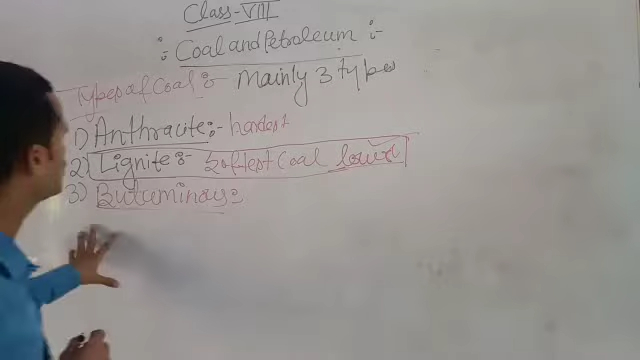 Class-VIII
:- Coal and Petroleum :-
Types of Coal :- Mainly 3 types
1) Anthracite :- hardest
2) Lignite :- Softest Coal lowest
3) Butuminous :-